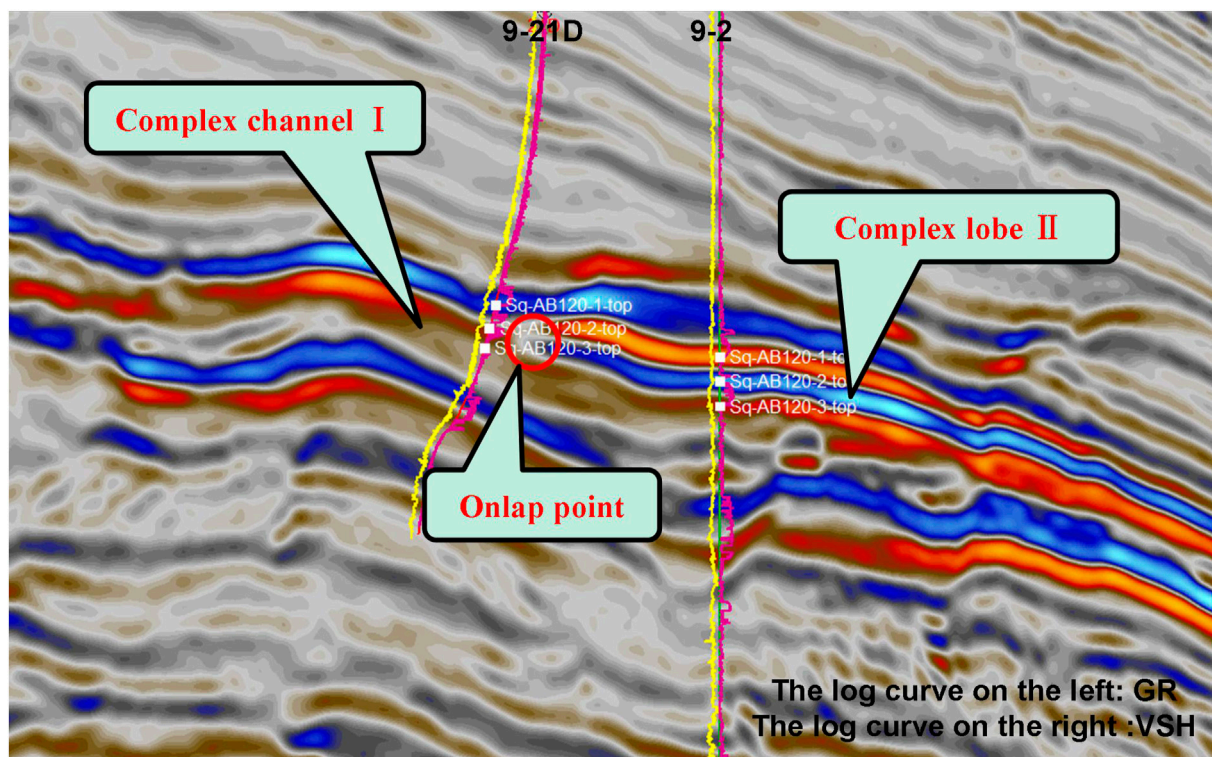 9-21D
9-2
Complex channel Ⅰ
Complex lobe Ⅱ
Sq-AB120-1-top
Sq-AB120-2-top
Sq-AB120-3-top
Sq-AB120-1-to
Sq-AB120-2-to
Sq-AB120-3-top
Onlap point
The log curve on the left: GR
The log curve on the right :VSH